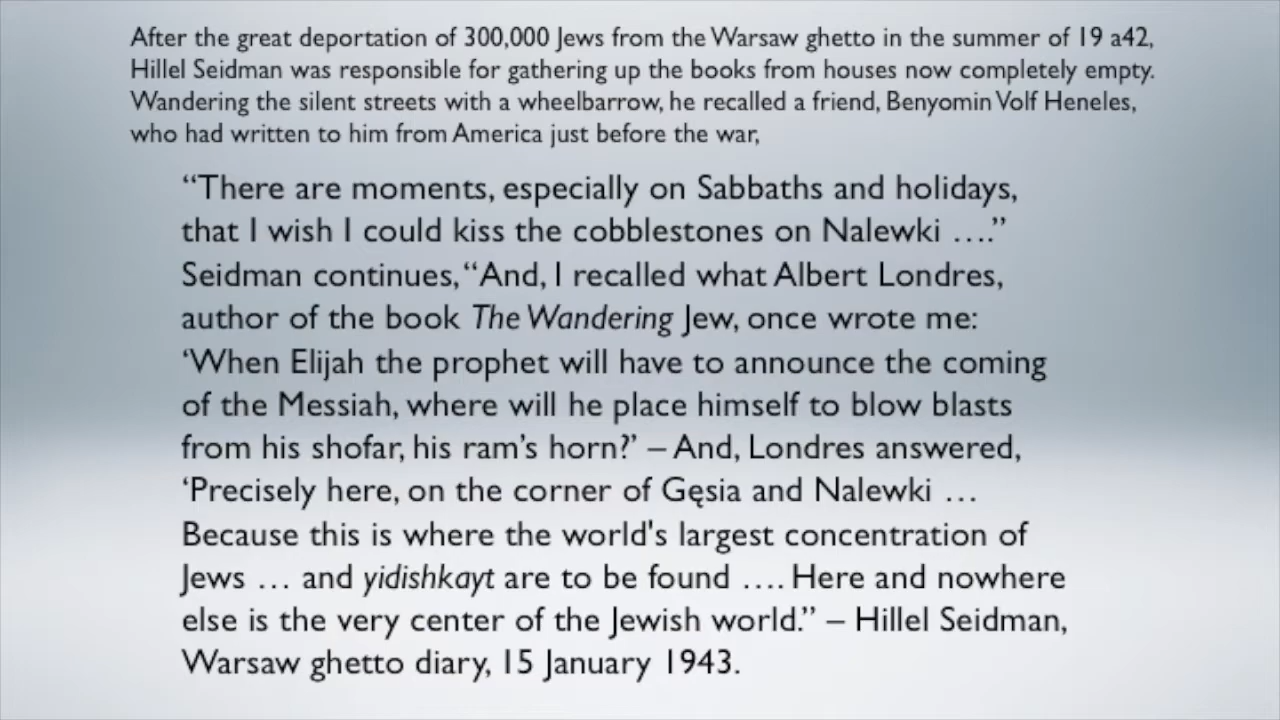 After the great deportation of 300,000 Jews from the Warsaw ghetto in the summer of 19 a42,
Hillel Seidman was responsible for gathering up the books from houses now completely empty.
Wandering the silent streets with a wheelbarrow, he recalled a friend, Benyomin Volf Heneles,
who had written to him from America just before the war,
“There are moments, especially on Sabbaths and holidays,
that I wish I could kiss the cobblestones on Nalewki ….”
Seidman continues, “And, I recalled what Albert Londres,
author of the book The Wandering Jew, once wrote me:
‘When Elijah the prophet will have to announce the coming
of the Messiah, where will he place himself to blow blasts
from his shofar, his ram’s horn?’ – And, Londres answered,
‘Precisely here, on the corner of Gęsia and Nalewki …
Because this is where the world's largest concentration of
Jews … and yidishkayt are to be found …. Here and nowhere
else is the very center of the Jewish world.” – Hillel Seidman,
Warsaw ghetto diary, 15 January 1943.